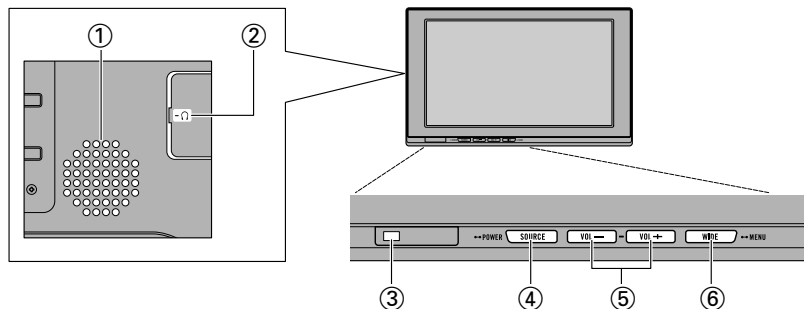 ① ②
POWER SOURCE VOL − VOL + WIDE MENU
③ ④ ⑤ ⑥